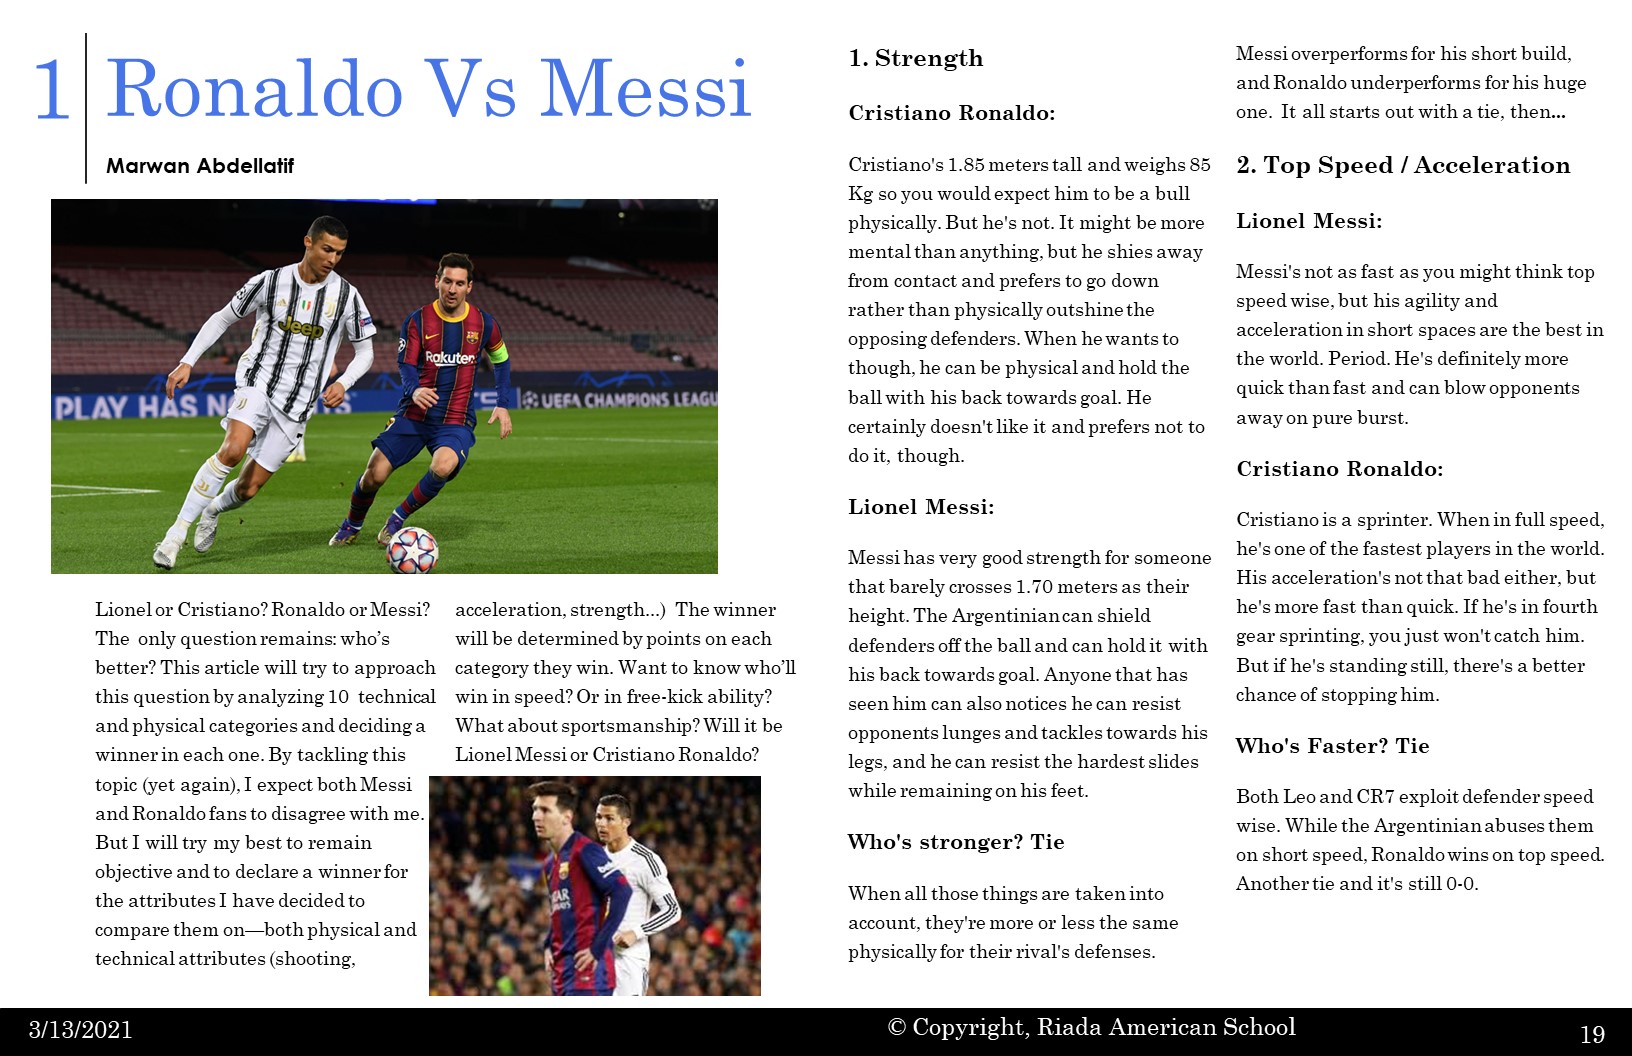 1
Ronaldo Vs Messi
Marwan Abdellatif
Jeep
Rakuten
PLAY HAS N
UEFA CHAMPIONS LEAGU
Lionel or Cristiano? Ronaldo or Messi?
The only question remains: who’s
better? This article will try to approach
this question by analyzing 10 technical
and physical categories and deciding a
winner in each one. By tackling this
topic (yet again), I expect both Messi
and Ronaldo fans to disagree with me.
But I will try my best to remain
objective and to declare a winner for
the attributes I have decided to
compare them on—both physical and
technical attributes (shooting,
acceleration, strength...) The winner
will be determined by points on each
category they win. Want to know who’ll
win in speed? Or in free-kick ability?
What about sportsmanship? Will it be
Lionel Messi or Cristiano Ronaldo?
1. Strength
Cristiano Ronaldo:
Cristiano's 1.85 meters tall and weighs 85
Kg so you would expect him to be a bull
physically. But he's not. It might be more
mental than anything, but he shies away
from contact and prefers to go down
rather than physically outshine the
opposing defenders. When he wants to
though, he can be physical and hold the
ball with his back towards goal. He
certainly doesn't like it and prefers not to
do it, though.
Lionel Messi:
Messi has very good strength for someone
that barely crosses 1.70 meters as their
height. The Argentinian can shield
defenders off the ball and can hold it with
his back towards goal. Anyone that has
seen him can also notices he can resist
opponents lunges and tackles towards his
legs, and he can resist the hardest slides
while remaining on his feet.
Who's stronger? Tie
When all those things are taken into
account, they're more or less the same
physically for their rival's defenses.
Messi overperforms for his short build,
and Ronaldo underperforms for his huge
one. It all starts out with a tie, then...
2. Top Speed / Acceleration
Lionel Messi:
Messi's not as fast as you might think top
speed wise, but his agility and
acceleration in short spaces are the best in
the world. Period. He's definitely more
quick than fast and can blow opponents
away on pure burst.
Cristiano Ronaldo:
Cristiano is a sprinter. When in full speed,
he's one of the fastest players in the world.
His acceleration's not that bad either, but
he's more fast than quick. If he's in fourth
gear sprinting, you just won't catch him.
But if he's standing still, there's a better
chance of stopping him.
Who's Faster? Tie
Both Leo and CR7 exploit defender speed
wise. While the Argentinian abuses them
on short speed, Ronaldo wins on top speed.
Another tie and it's still 0-0.
3/13/2021
© Copyright, Riada American School
19